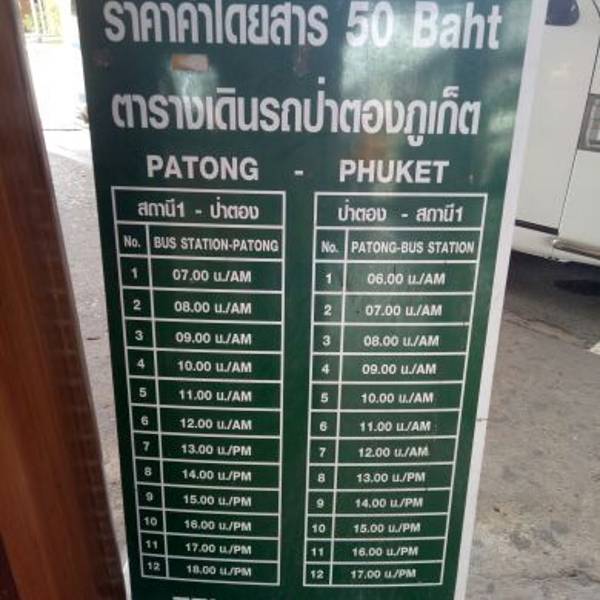 ราคาค่าโดยสาร 50 Baht
ตารางเดินรถป่าตองภูเก็ต
PATONG - PHUKET
สถานี1 - ป่าตอง
No. BUS STATION-PATONG
1 07.00 น./AM
2 08.00 น./AM
3 09.00 น./AM
4 10.00 น./AM
5 11.00 น./AM
6 12.00 น./AM
7 13.00 น./PM
8 14.00 น./PM
9 15.00 น./PM
10 16.00 น./PM
11 17.00 น./PM
12 18.00 น./PM
ป่าตอง - สถานี1
No. PATONG-BUS STATION
1 06.00 น./AM
2 07.00 น./AM
3 08.00 น./AM
4 09.00 น./AM
5 10.00 น./AM
6 11.00 น./AM
7 12.00 น./AM
8 13.00 น./PM
9 14.00 น./PM
10 15.00 น./PM
11 16.00 น./PM
12 17.00 น./PM